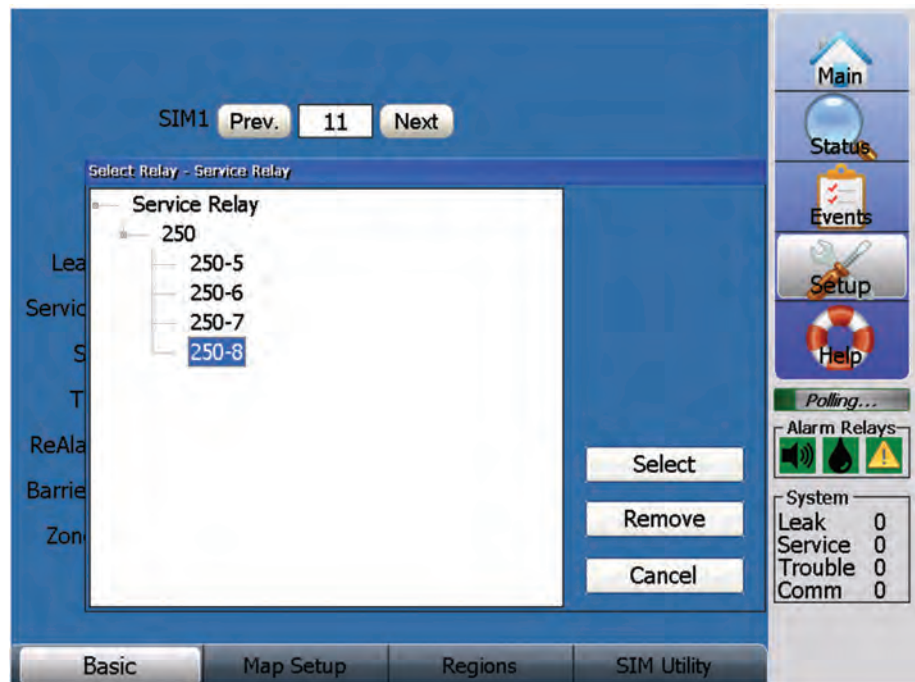 SIM1 Prev. 11 Next
Select Relay - Service Relay
Service Relay
250
250-5
250-6
250-7
250-8
Lea
Servic
S
T
ReAla
Barrie
Zon
Select
Remove
Cancel
Basic Map Setup Regions SIM Utility
Main
Status
Events
Setup
Help
Polling...
Alarm Relays
System
Leak 0
Service 0
Trouble 0
Comm 0